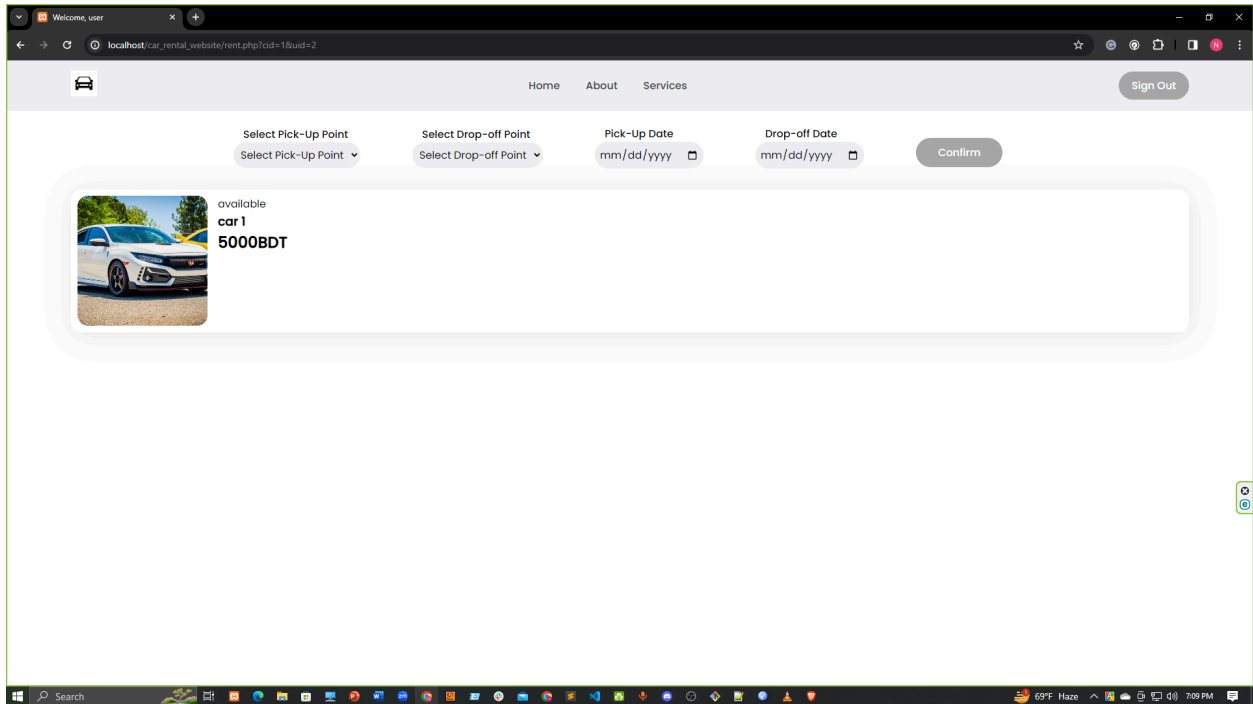 Welcome, user
localhost/car_rental_website/rent.php?cid=1&uid=2
N
Home About Services Sign Out
Select Pick-Up Point Select Drop-off Point Pick-Up Date Drop-off Date
Select Pick-Up Point Select Drop-off Point mm/dd/yyyy mm/dd/yyyy Confirm
available
car 1
5000BDT
Search 69°F Haze 7:09 PM